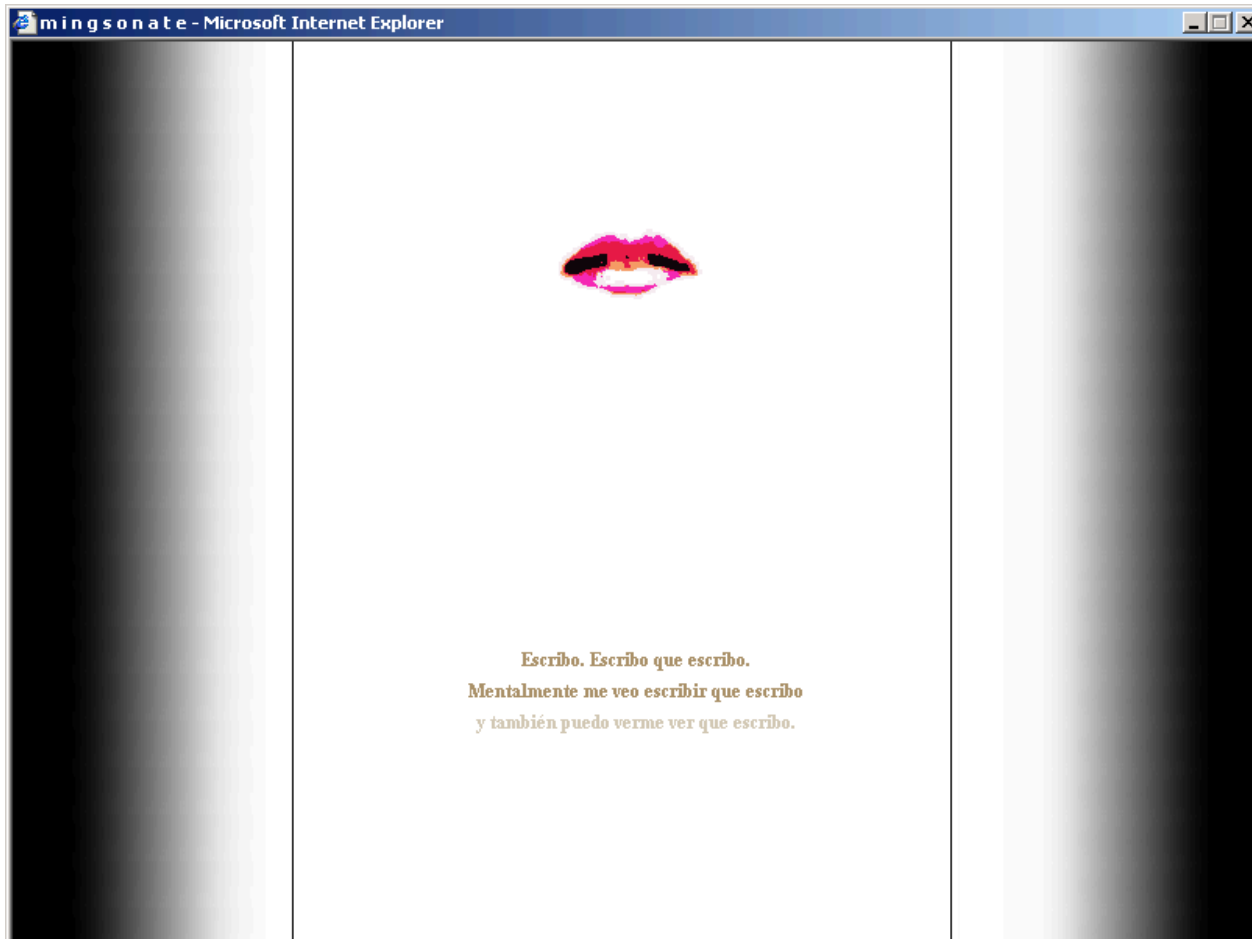 m i n g s o n a t e - Microsoft Internet Explorer
Escribo. Escribo que escribo.
Mentalmente me veo escribir que escribo
y también puedo verme ver que escribo.